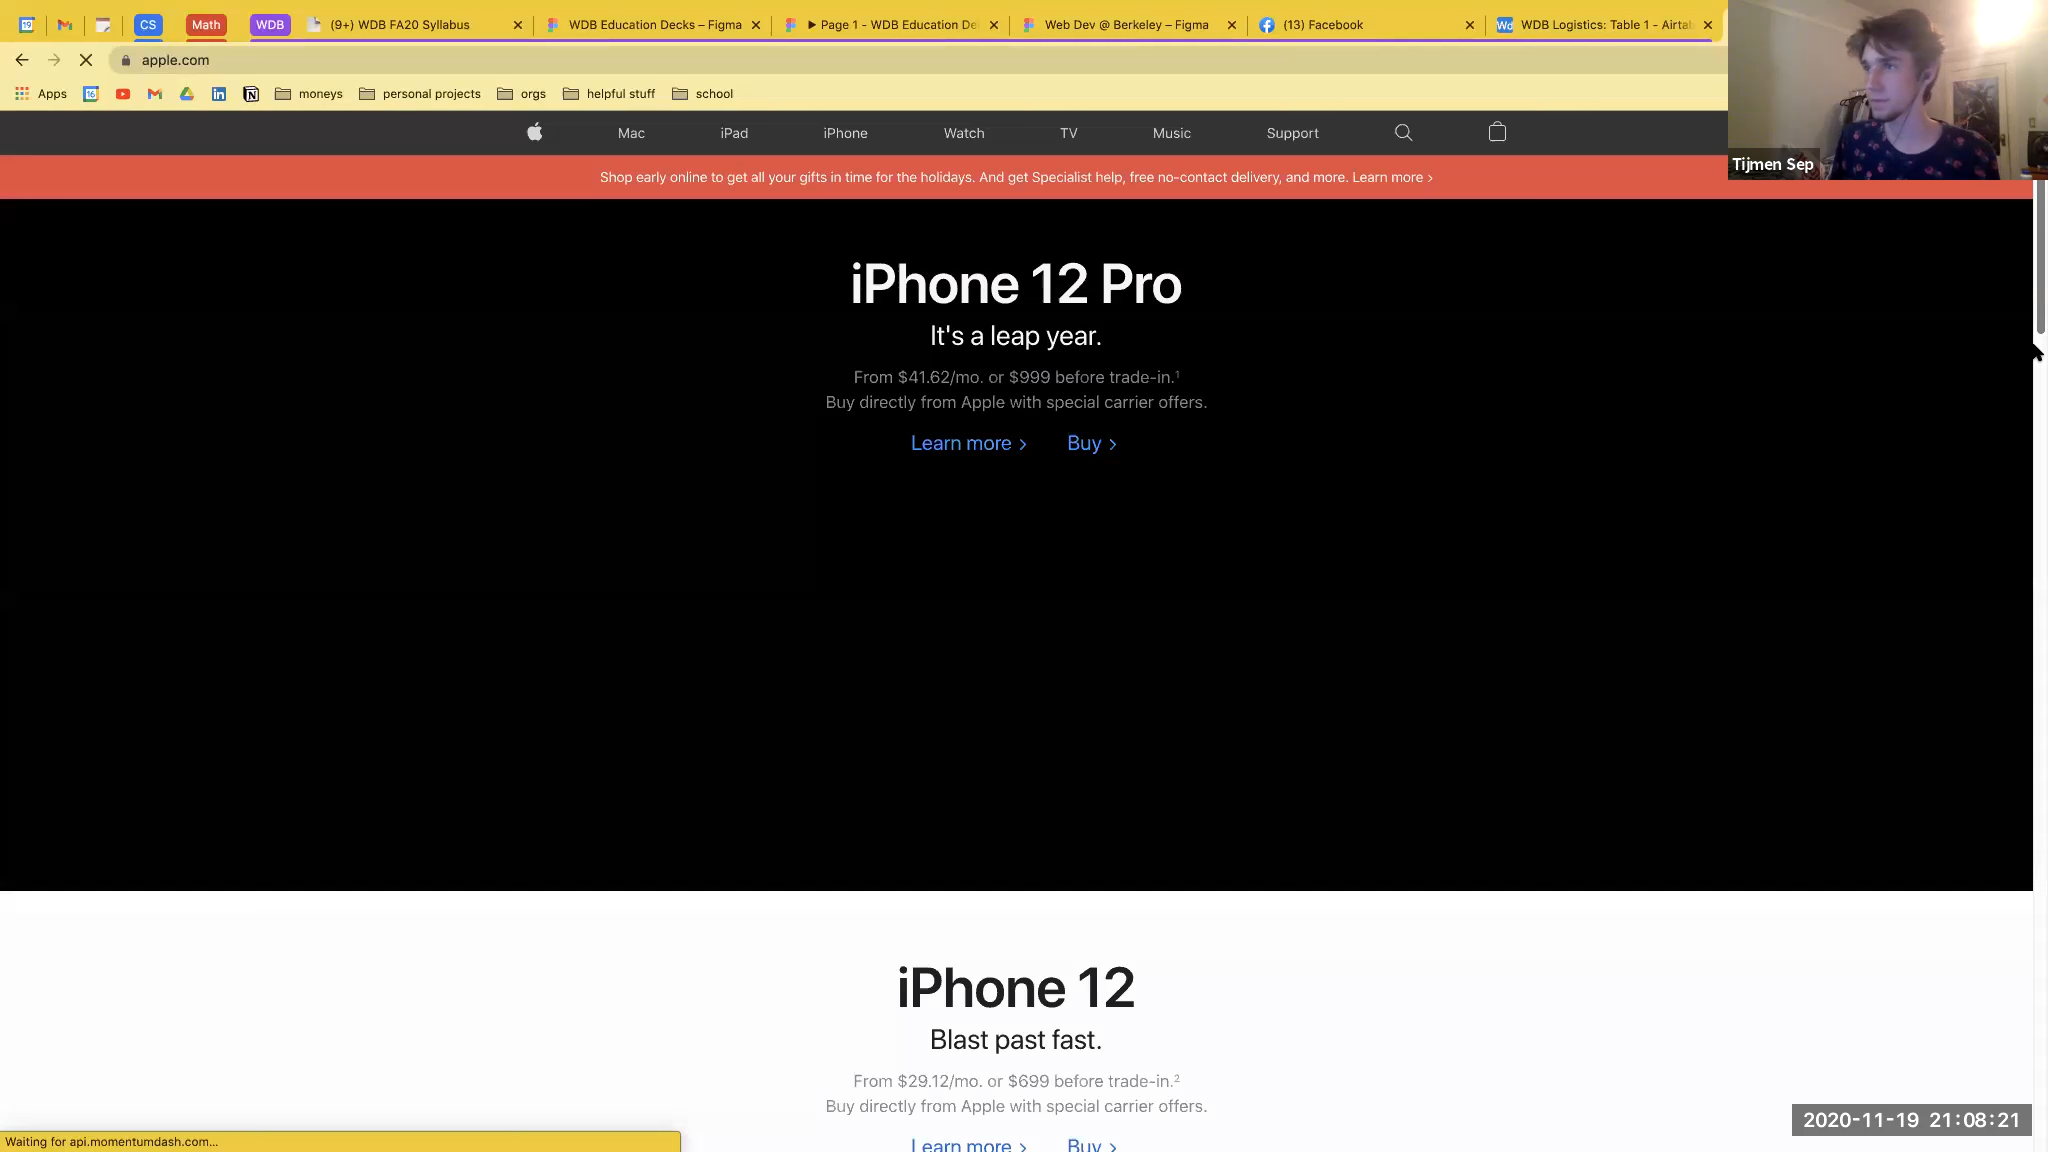 19
CS
Math
WDB
(9+) WDB FA20 Syllabus
WDB Education Decks – Figma
Page 1 - WDB Education De
Web Dev @ Berkeley – Figma
(13) Facebook
Wd
WDB Logistics: Table 1 - Airtab
apple.com
Apps
16
moneys
personal projects
orgs
helpful stuff
school
Tijmen Sep
Mac
iPad
iPhone
Watch
TV
Music
Support
Shop early online to get all your gifts in time for the holidays. And get Specialist help, free no-contact delivery, and more. Learn more >
iPhone 12 Pro
It's a leap year.
From $41.62/mo. or $999 before trade-in.¹
Buy directly from Apple with special carrier offers.
Learn more >
Buy >
iPhone 12
Blast past fast.
From $29.12/mo. or $699 before trade-in.²
Buy directly from Apple with special carrier offers.
Learn more >
Buy >
Waiting for api.momentumdash.com...
2020-11-19 21:08:21